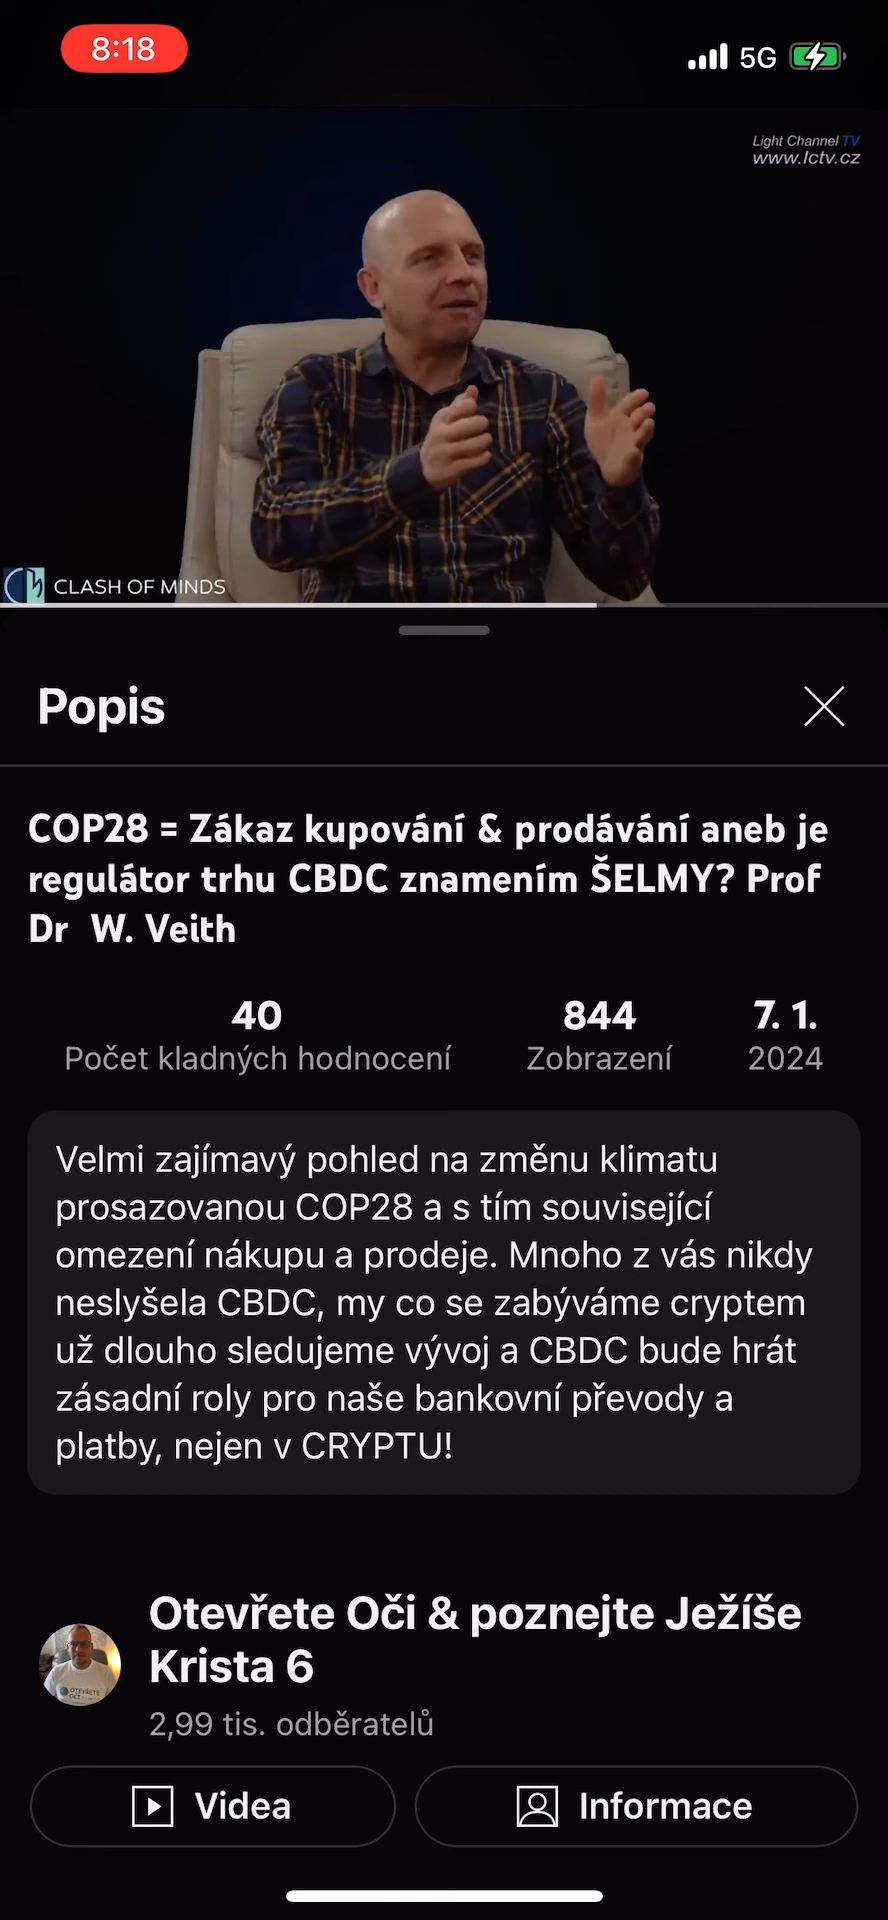 8:18
5G
Light Channel TV
www.lctv.cz
CLASH OF MINDS
Popis
COP28 = Zákaz kupování & prodávání aneb je
regulátor trhu CBDC znamením ŠELMY? Prof
Dr W. Veith
40
Počet kladných hodnocení
844
Zobrazení
7. 1.
2024
Velmi zajímavý pohled na změnu klimatu
prosazovanou COP28 a s tím související
omezení nákupu a prodeje. Mnoho z vás nikdy
neslyšela CBDC, my co se zabýváme cryptem
už dlouho sledujeme vývoj a CBDC bude hrát
zásadní roly pro naše bankovní převody a
platby, nejen v CRYPTU!
Otevřete Oči & poznejte Ježíše
Krista 6
2,99 tis. odběratelů
OTEVŘETE
OČI
Videa
Informace